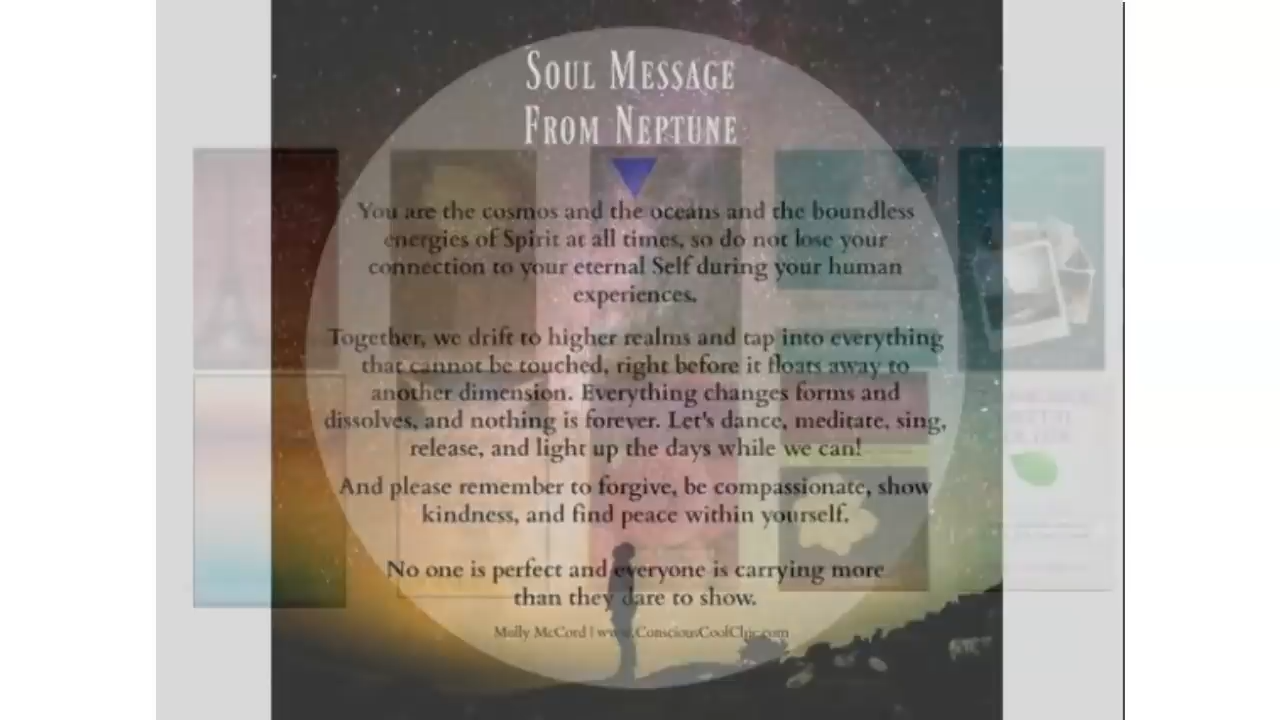 SOUL MESSAGE
FROM NEPTUNE
You are the cosmos and the oceans and the boundless
energies of Spirit at all times, so do not lose your
connection to your eternal Self during your human
experiences.
Together, we drift to higher realms and tap into everything
that cannot be touched, right before it floats away to
another dimension. Everything changes forms and
dissolves, and nothing is forever. Let's dance, meditate, sing,
release, and light up the days while we can!
And please remember to forgive, be compassionate, show
kindness, and find peace within yourself.
No one is perfect and everyone is carrying more
than they dare to show.
Molly McCord | www.ConsciousCoolChic.com